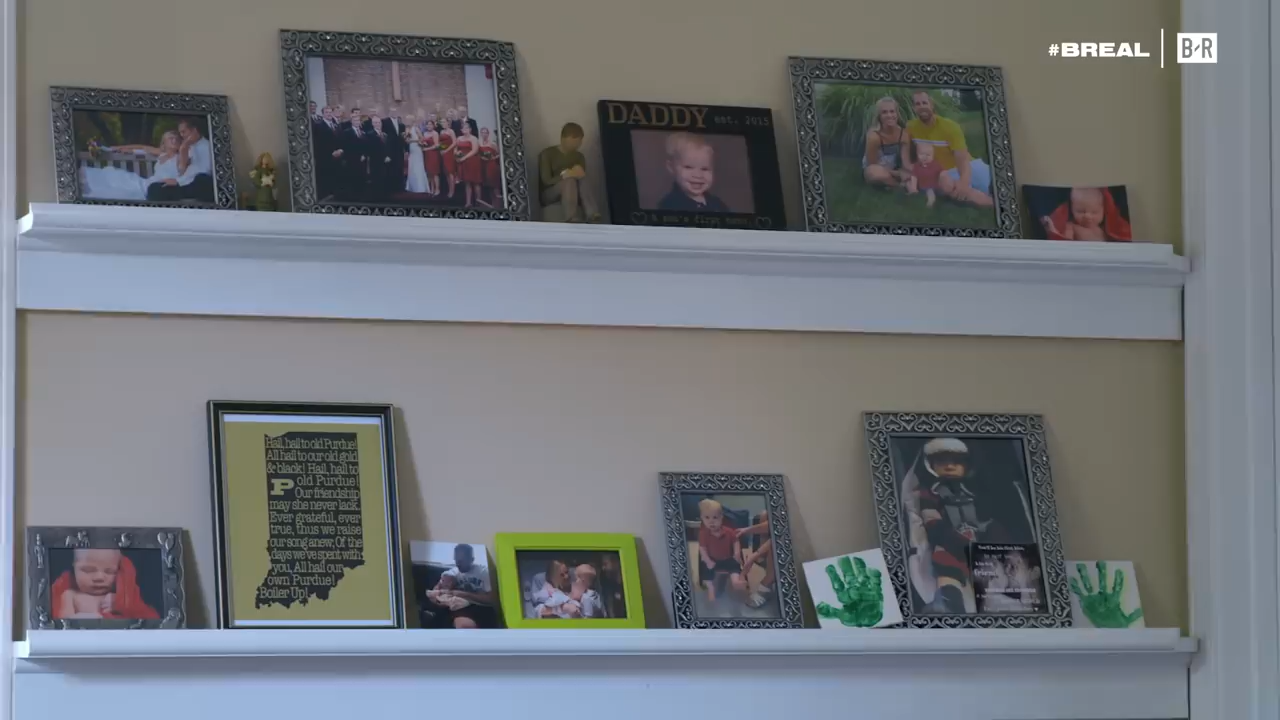 #BREAL B-R
DADDY est. 2015
Hail, hail to old Purdue!
All hail to our old gold
& black! Hail, hail to
P old Purdue!
Our friendship
may she never lack.
Ever grateful, ever
true, thus we raise
our song anew, Of the
days we've spent with
you, All hail our
own Purdue!
Boiler Up!